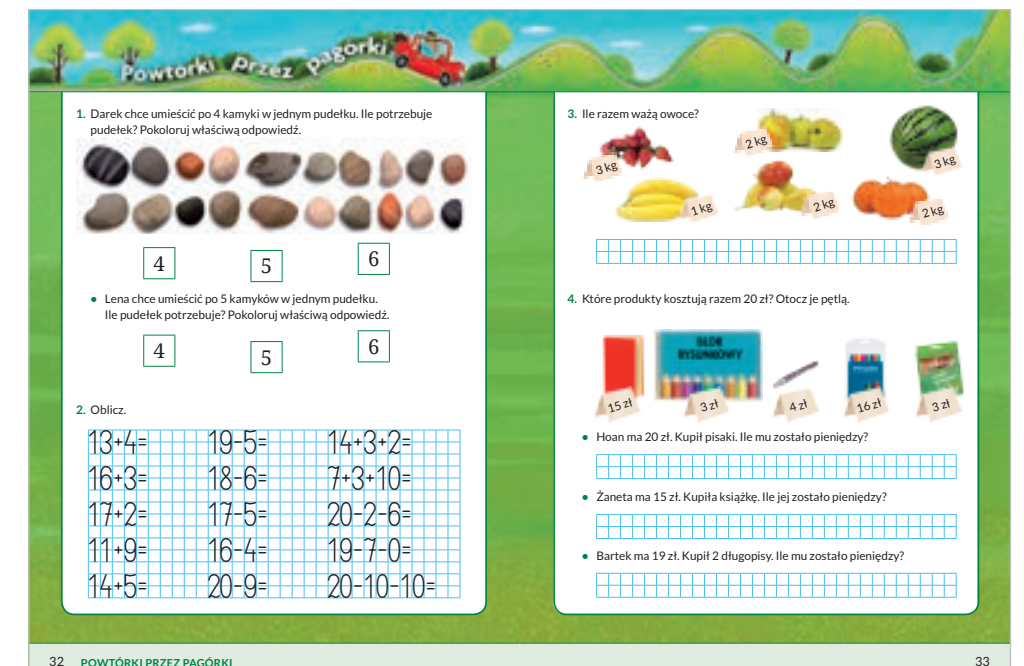 Powtorki przez pagorki
1. Darek chce umieścić po 4 kamyki w jednym pudełku. Ile potrzebuje
pudełek? Pokoloruj właściwą odpowiedź.
4 5 6
• Lena chce umieścić po 5 kamyków w jednym pudełku.
Ile pudełek potrzebuje? Pokoloruj właściwą odpowiedź.
4 5 6
2. Oblicz.
13+4= 19-5= 14+3+2=
16+3= 18-6= 7+3+10=
17+2= 17-5= 20-2-6=
11+9= 16-4= 19-7-0=
14+5= 20-9= 20-10-10=
32 POWTÓRKI PRZEZ PAGÓRKI
3. Ile razem ważą owoce?
3 kg 2 kg 3 kg
1 kg 2 kg 2 kg
4. Które produkty kosztują razem 20 zł? Otocz je pętlą.
BLOK
RYSUNKOWY
15 zł 3 zł 4 zł 16 zł 3 zł
• Hoan ma 20 zł. Kupił pisaki. Ile mu zostało pieniędzy?
• Żaneta ma 15 zł. Kupiła książkę. Ile jej zostało pieniędzy?
• Bartek ma 19 zł. Kupił 2 długopisy. Ile mu zostało pieniędzy?
33